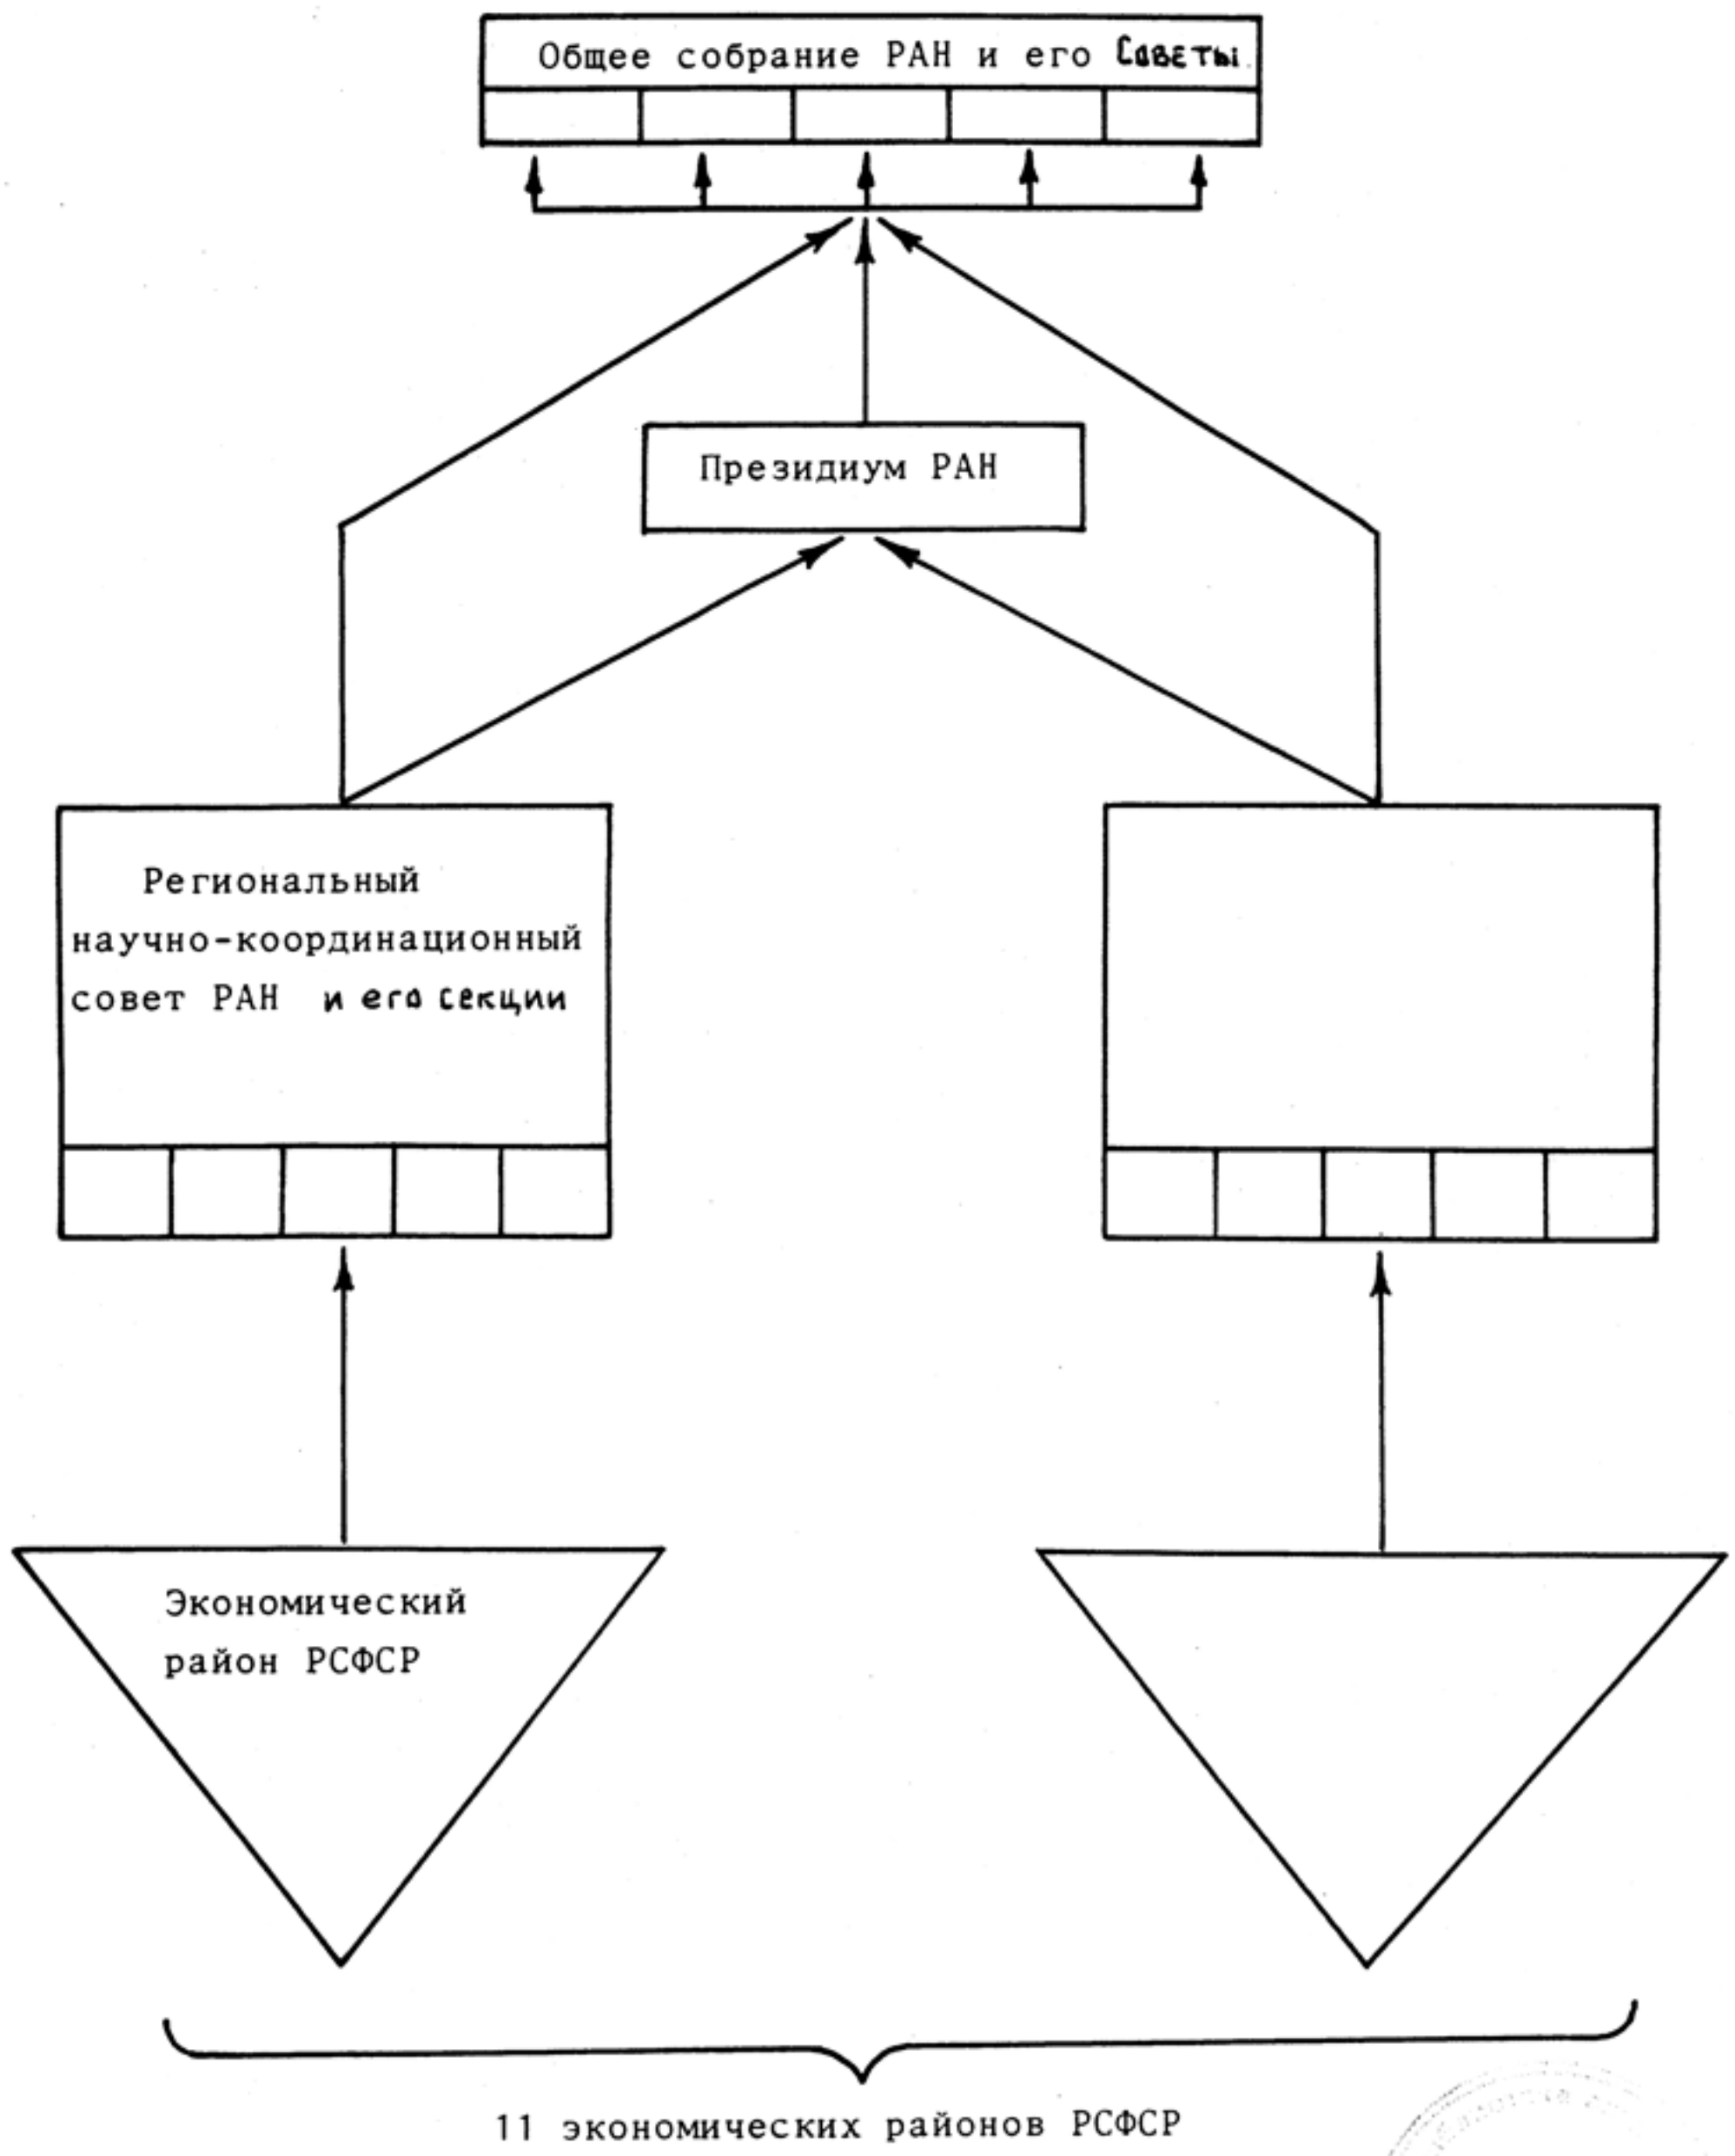 Общее собрание РАН и его Советы
Президиум РАН
Региональный
научно-координационный
совет РАН и его секции
Экономический
район РСФСР
11 экономических районов РСФСР